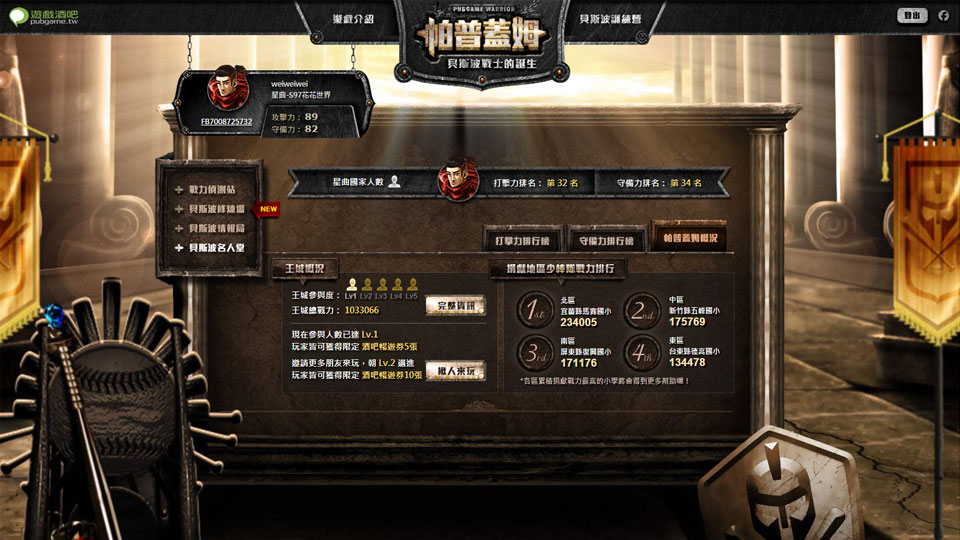 遊戲酒吧
pubgame.tw
遊戲介紹
PUBGAME WARRIOR
帕普蓋姆
貝斯波戰士的誕生
貝斯波訓練營
登出
weiweiwei
星曲-S97花花世界
FB7008725732
攻擊力: 89
守備力: 82
戰力偵測站
貝斯波修煉場
NEW
貝斯波情報局
貝斯波名人堂
星曲國家人數
打擊力排名: 第 32 名
守備力排名: 第 34 名
打擊力排行榜
守備力排行榜
帕普蓋姆概況
王城概況
王城參與度:
Lv1 Lv2 Lv3 Lv4 Lv5
王城總戰力: 1033066
完整資訊
現在參與人數已達 Lv.1
玩家皆可獲得限定 酒吧暢遊券5張
邀請更多朋友來玩,朝 Lv.2 邁進
玩家皆可獲得限定 酒吧暢遊券10張
揪人來玩
捐獻地區少棒隊戰力排行
1st
北區
宜苗縣馬賽國小
234005
2nd
中區
新竹縣五峰國小
175769
3rd
南區
屏東縣復興國小
171176
4th
東區
台東縣德高國小
134478
*各區累積捐獻戰力最高的小學將會得到更多幫助喔!